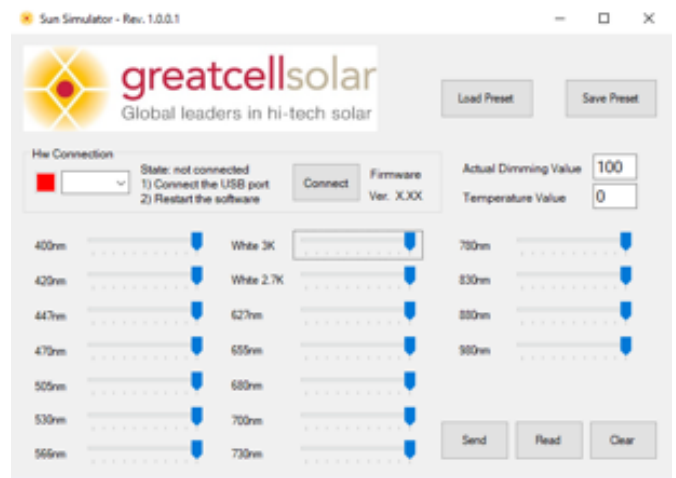 Sun Simulator - Rev. 1.0.0.1
greatcellsolar
Global leaders in hi-tech solar
Load Preset
Save Preset
Hw Connection
State: not connected
1) Connect the USB port
2) Restart the software
Connect
Firmware
Ver. X.XX
Actual Dimming Value 100
Temperature Value 0
400nm
420nm
447nm
470nm
505nm
530nm
566nm
White 3K
White 2.7K
627nm
655nm
680nm
700nm
730nm
780nm
830nm
880nm
980nm
Send
Read
Clear